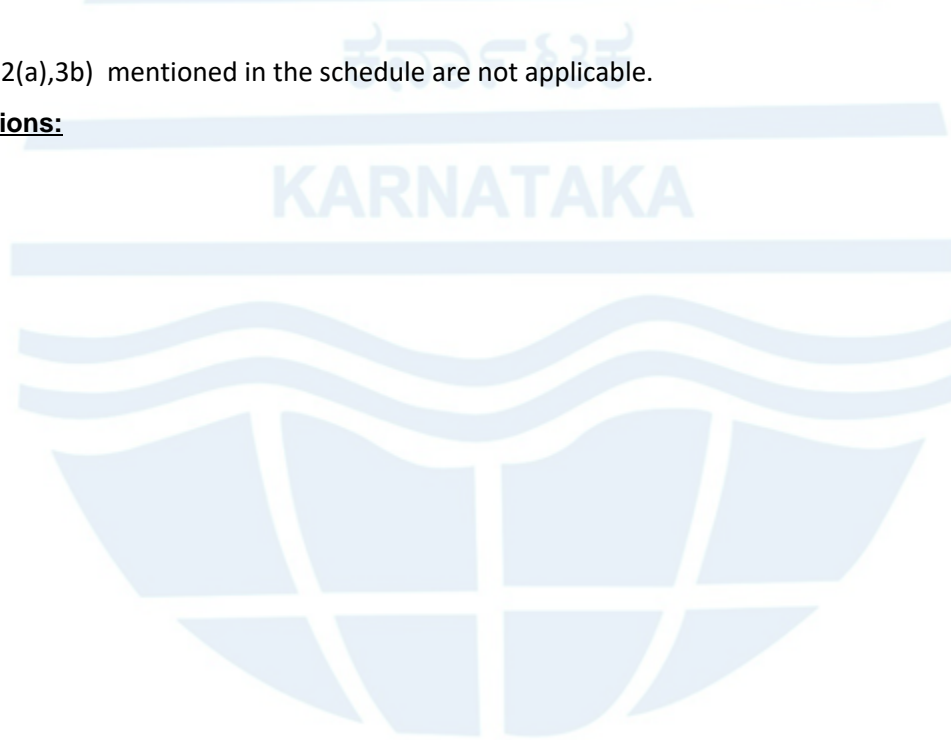 ಕರ್ನಾಟಕ
2(a),3b) mentioned in the schedule are not applicable.
ions:
KARNATAKA